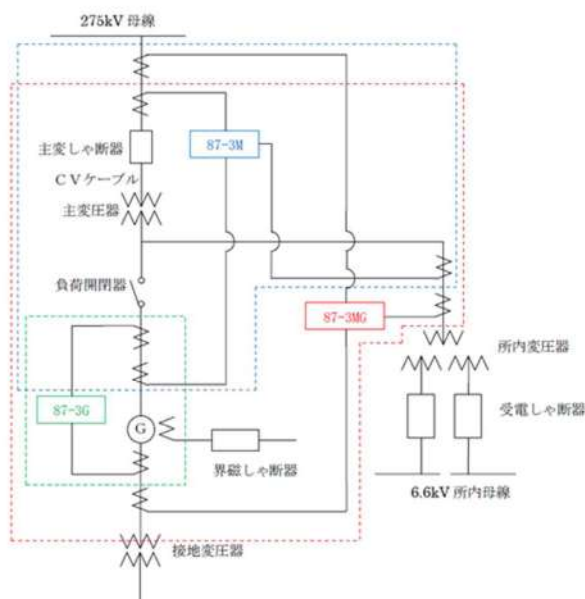 275kV 母線
主変しゃ断器
87-3M
CVケーブル
主変圧器
負荷開閉器
87-3MG
所内変圧器
87-3G
G
受電しゃ断器
界磁しゃ断器
6.6kV 所内母線
接地変圧器